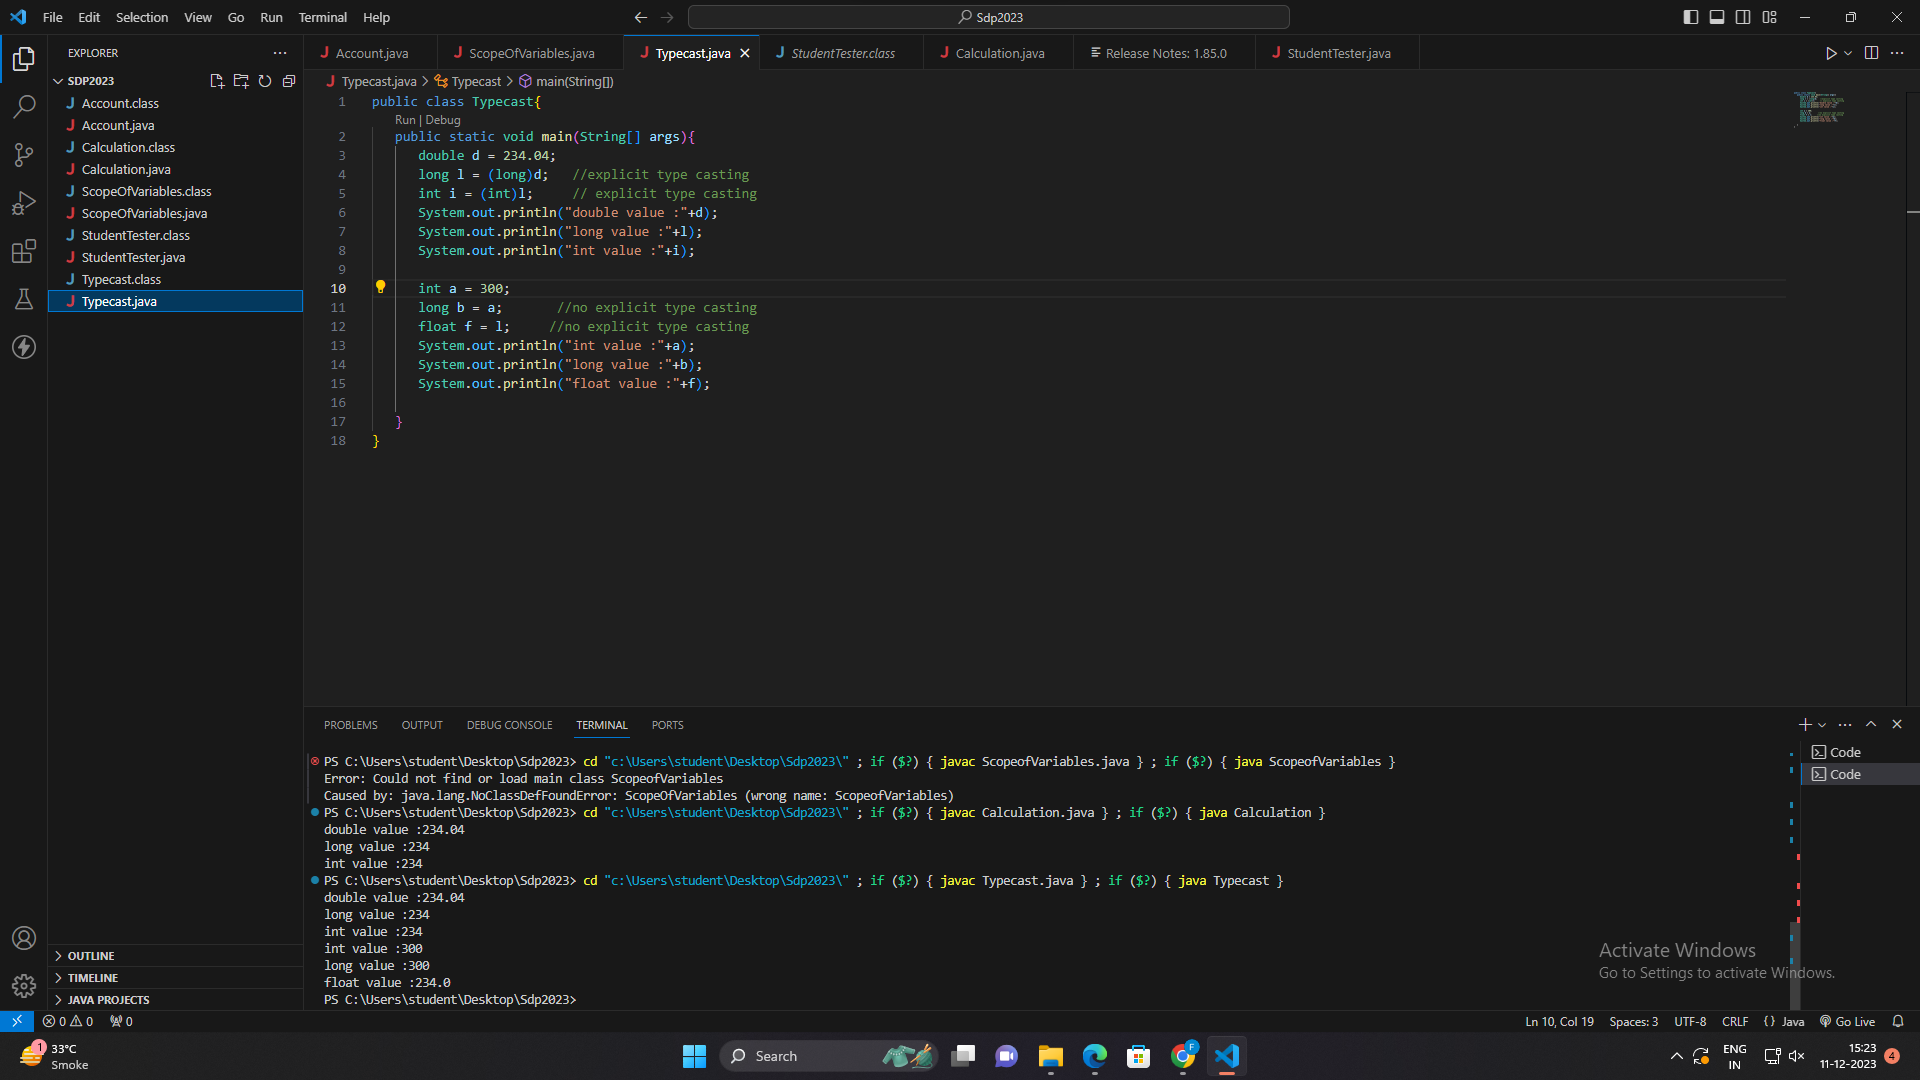 File Edit Selection View Go Run Terminal Help
Sdp2023
EXPLORER
SDP2023
Account.class
Account.java
Calculation.class
Calculation.java
ScopeOfVariables.class
ScopeOfVariables.java
StudentTester.class
StudentTester.java
Typecast.class
Typecast.java
OUTLINE
TIMELINE
JAVA PROJECTS
Account.java ScopeOfVariables.java Typecast.java StudentTester.class Calculation.java Release Notes: 1.85.0 StudentTester.java
Typecast.java > Typecast > main(String[])
1 public class Typecast{
Run | Debug
2 public static void main(String[] args){
3 double d = 234.04;
4 long l = (long)d; //explicit type casting
5 int i = (int)l; // explicit type casting
6 System.out.println("double value :"+d);
7 System.out.println("long value :"+l);
8 System.out.println("int value :"+i);
9
10 int a = 300;
11 long b = a; //no explicit type casting
12 float f = l; //no explicit type casting
13 System.out.println("int value :"+a);
14 System.out.println("long value :"+b);
15 System.out.println("float value :"+f);
16
17 }
18 }
PROBLEMS OUTPUT DEBUG CONSOLE TERMINAL PORTS
PS C:\Users\student\Desktop\Sdp2023> cd "c:\Users\student\Desktop\Sdp2023\" ; if ($?) { javac ScopeofVariables.java } ; if ($?) { java ScopeofVariables }
Error: Could not find or load main class ScopeofVariables
Caused by: java.lang.NoClassDefFoundError: ScopeOfVariables (wrong name: ScopeofVariables)
PS C:\Users\student\Desktop\Sdp2023> cd "c:\Users\student\Desktop\Sdp2023\" ; if ($?) { javac Calculation.java } ; if ($?) { java Calculation }
double value :234.04
long value :234
int value :234
PS C:\Users\student\Desktop\Sdp2023> cd "c:\Users\student\Desktop\Sdp2023\" ; if ($?) { javac Typecast.java } ; if ($?) { java Typecast }
double value :234.04
long value :234
int value :234
int value :300
long value :300
float value :234.0
PS C:\Users\student\Desktop\Sdp2023>
Code
Code
Activate Windows
Go to Settings to activate Windows.
0 0 0
Ln 10, Col 19 Spaces: 3 UTF-8 CRLF {} Java Go Live
1
33°C
Smoke
Search
F
ENG
IN
15:23
11-12-2023
4